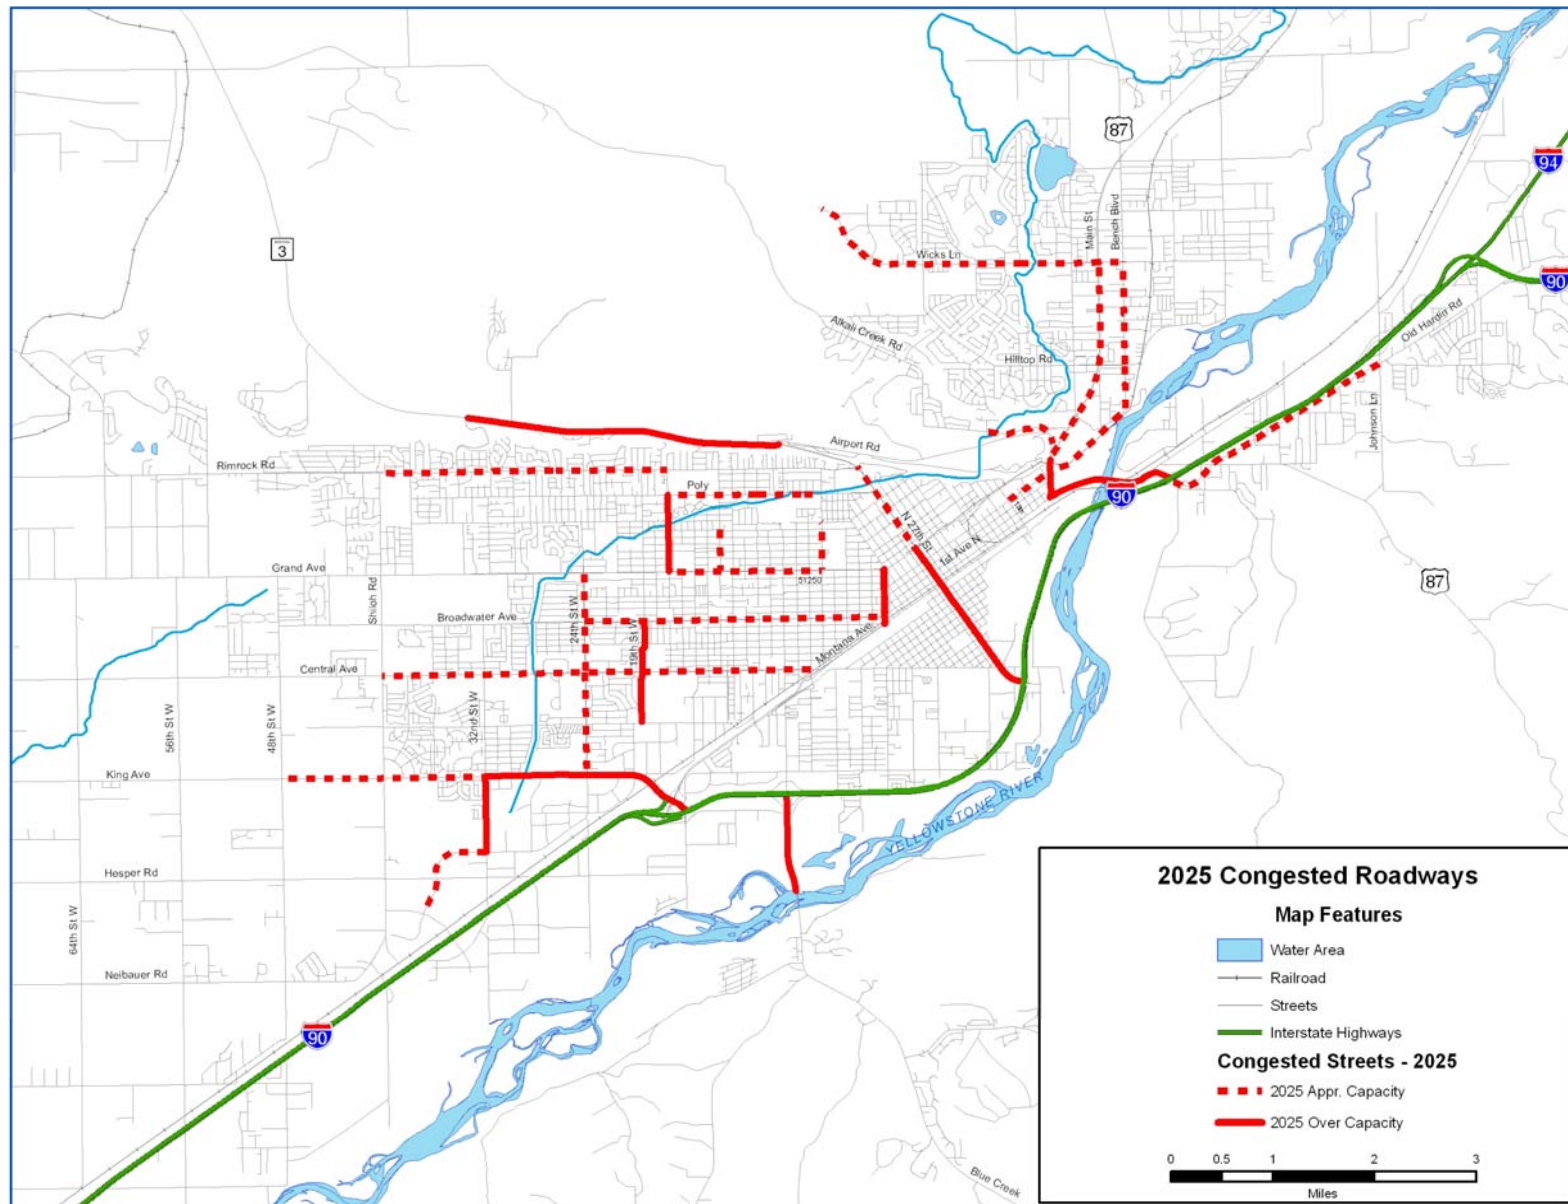 87
94
3
Main St
Bench Blvd
Wicks Ln
90
Old Hardin Rd
Alkali Creek Rd
Hilltop Rd
Johnson Ln
Airport Rd
Rimrock Rd
Poly
90
N 27th St
1st Ave N
Grand Ave
51250
87
Shiloh Rd
Broadwater Ave
24th St W
19th St W
Montana Ave
Central Ave
32nd St W
56th St W
48th St W
King Ave
YELLOWSTONE RIVER
Hesper Rd
64th St W
Neibauer Rd
90
Blue Creek
2025 Congested Roadways
Map Features
Water Area
Railroad
Streets
Interstate Highways
Congested Streets - 2025
2025 Appr. Capacity
2025 Over Capacity
0 0.5 1 2 3
Miles